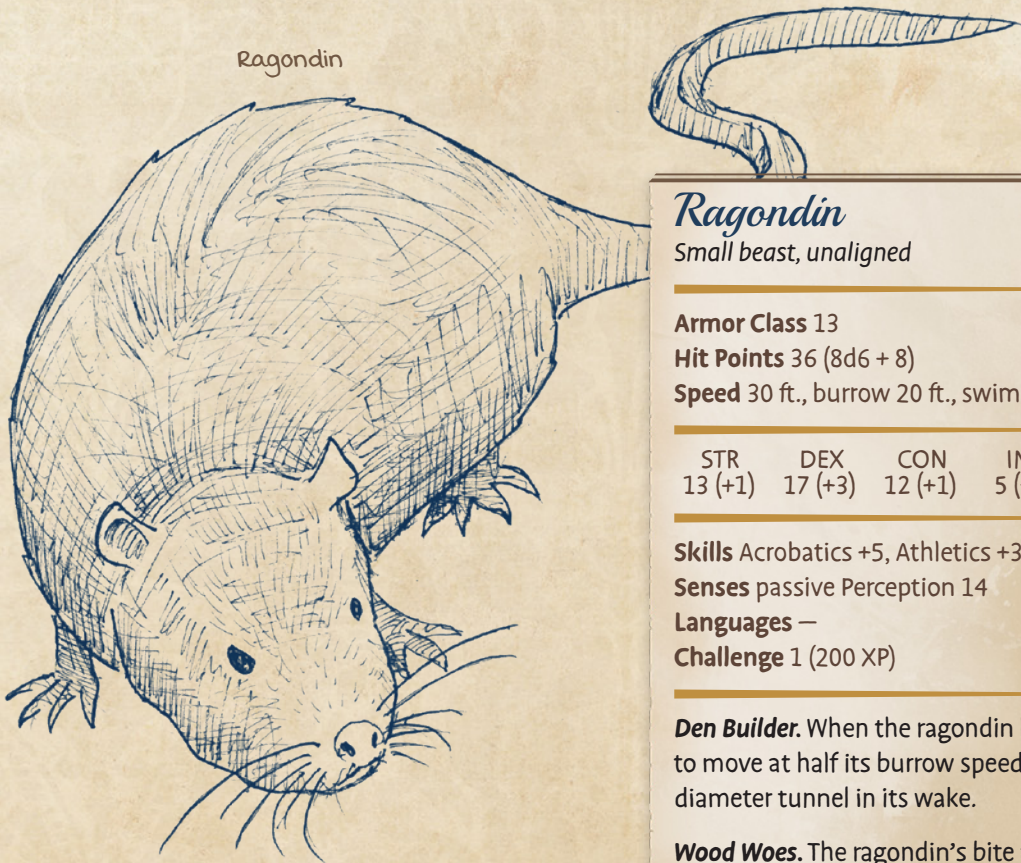 Ragondin
Ragondin
Small beast, unaligned
Armor Class 13
Hit Points 36 (8d6 + 8)
Speed 30 ft., burrow 20 ft., swim
STR DEX CON
13 (+1) 17 (+3) 12 (+1) 5
Skills Acrobatics +5, Athletics +3
Senses passive Perception 14
Languages —
Challenge 1 (200 XP)
Den Builder. When the ragondin
to move at half its burrow speed
diameter tunnel in its wake.
Wood Woes. The ragondin's bite